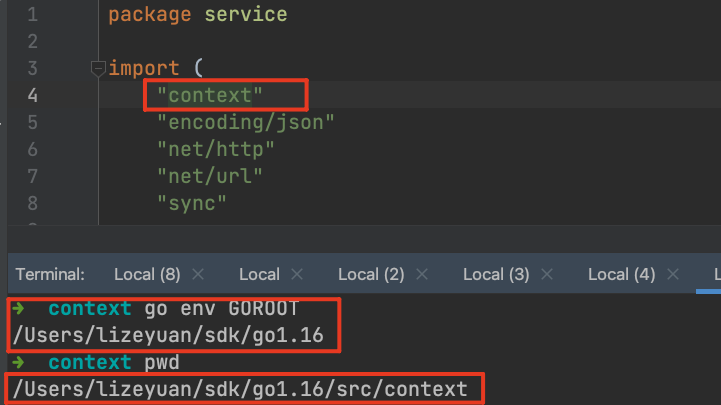 1 package service
2
3 import (
4 "context"
5 "encoding/json"
6 "net/http"
7 "net/url"
8 "sync"
Terminal: Local (8) × Local × Local (2) × Local (3) × Local (4) ×
➜ context go env GOROOT
/Users/lizeyuan/sdk/go1.16
➜ context pwd
/Users/lizeyuan/sdk/go1.16/src/context